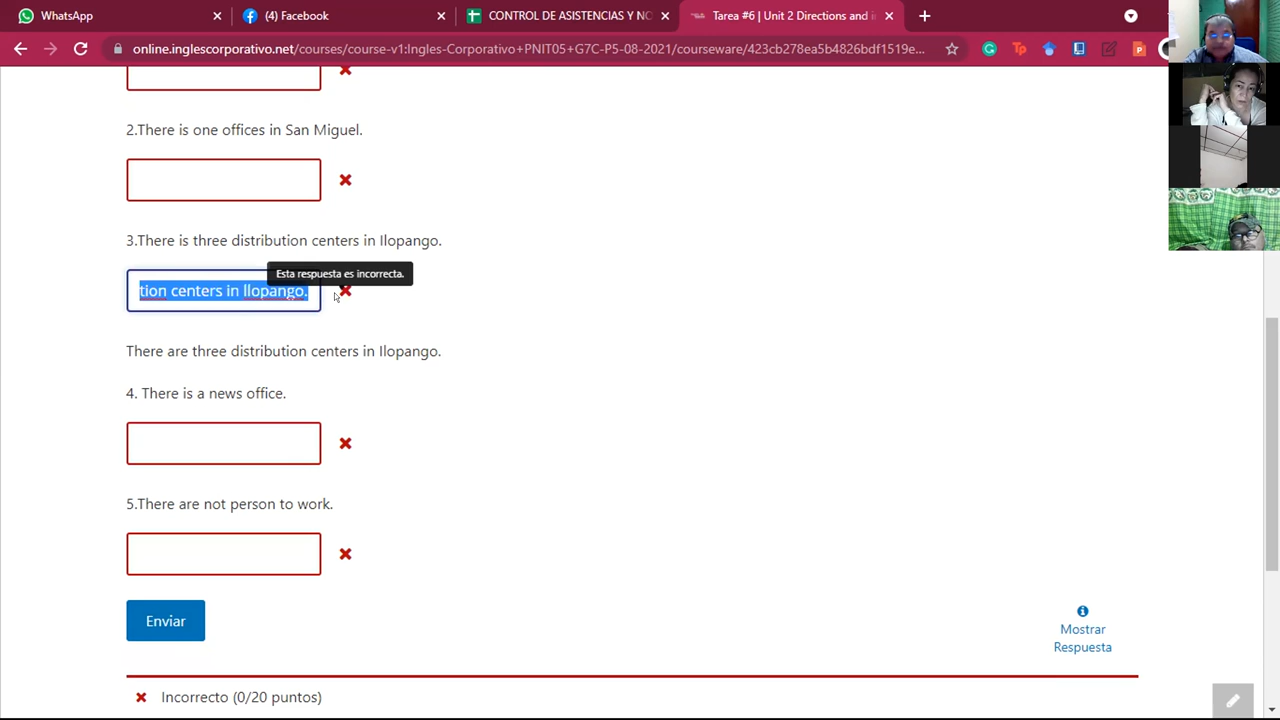 WhatsApp
(4) Facebook
CONTROL DE ASISTENCIAS Y NO
Tarea #6 | Unit 2 Directions and i
online.inglescorporativo.net/courses/course-v1:Ingles-Corporativo+PNIT05+G7C-P5-08-2021/courseware/423cb278ea5b4826bdf1519e...
2.There is one offices in San Miguel.
3.There is three distribution centers in Ilopango.
Esta respuesta es incorrecta.
tion centers in Ilopango.
There are three distribution centers in Ilopango.
4. There is a news office.
5.There are not person to work.
Enviar
Mostrar
Respuesta
Incorrecto (0/20 puntos)